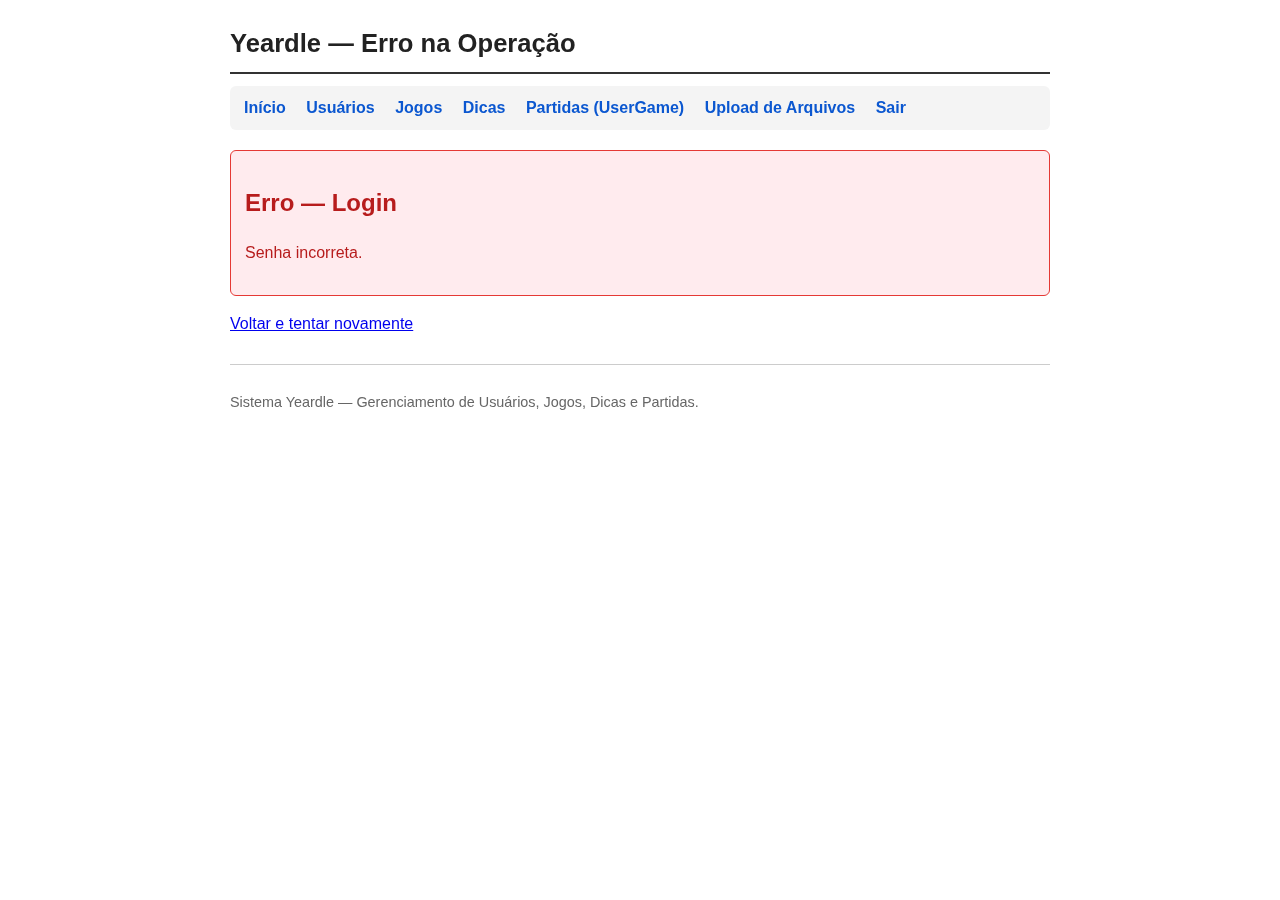 Yeardle — Erro na Operação
Início Usuários Jogos Dicas Partidas (UserGame) Upload de Arquivos Sair
Erro — Login
Senha incorreta.
Voltar e tentar novamente
Sistema Yeardle — Gerenciamento de Usuários, Jogos, Dicas e Partidas.